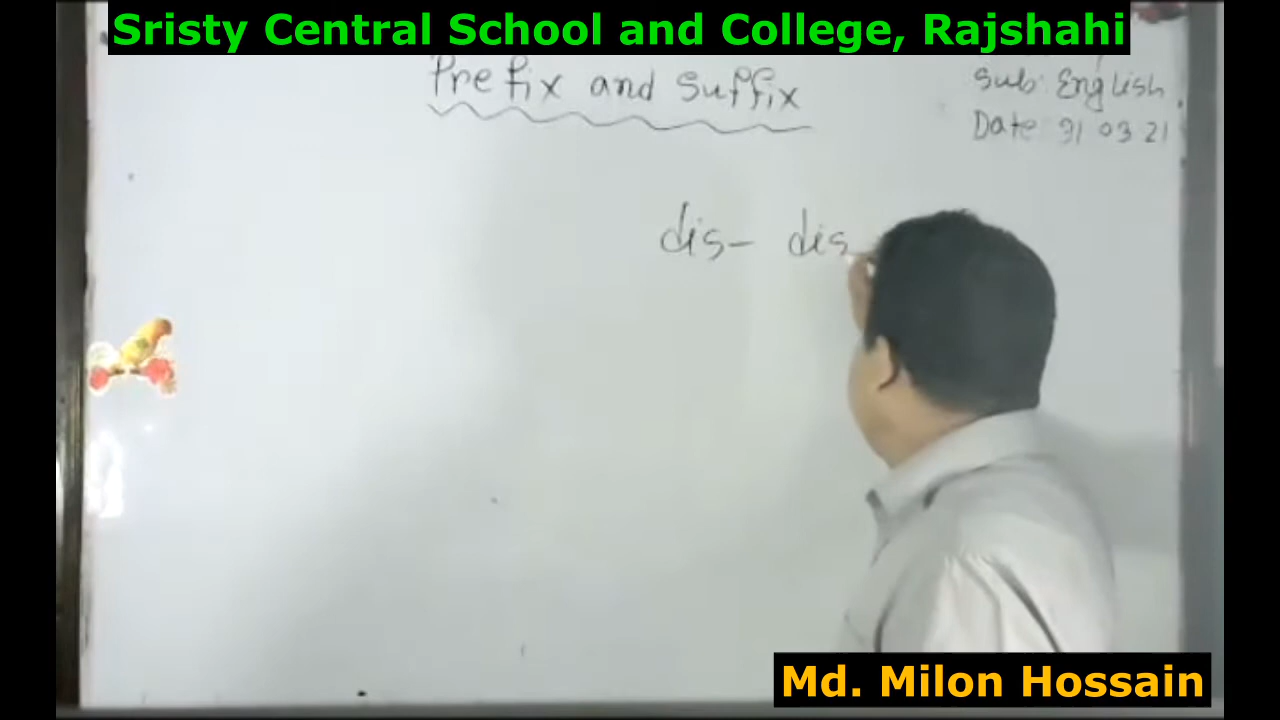 Sristy Central School and College, Rajshahi
Prefix and Suffix
Sub: English
Date 31 03 21
dis- dis
Md. Milon Hossain